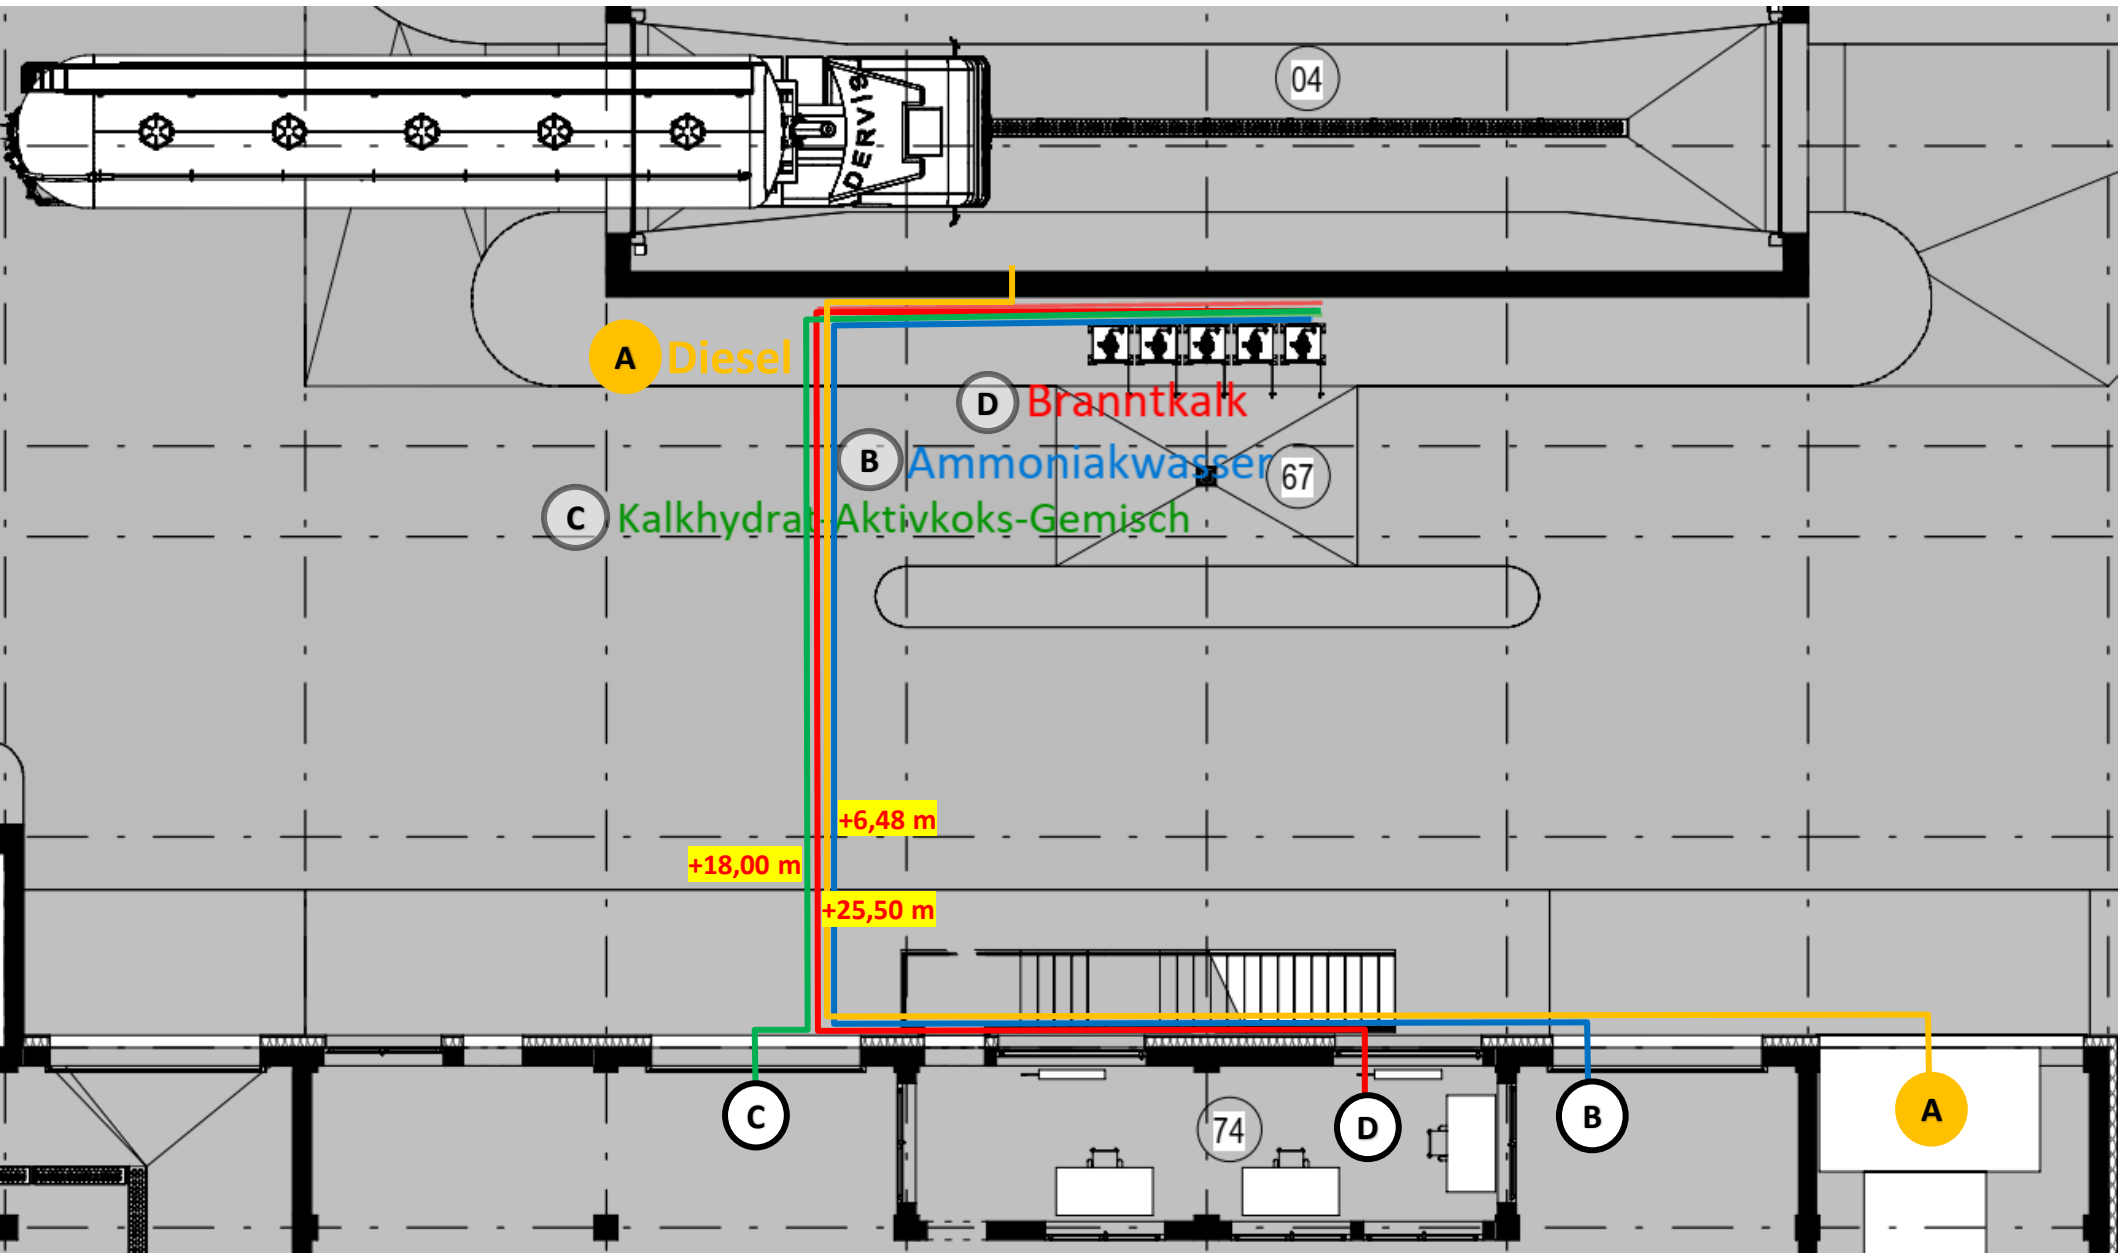 04
DERVIS
A Diesel
D Branntkalk
B Ammoniakwasser
67
C Kalkhydrat-Aktivkoks-Gemisch
+6,48 m
+18,00 m
+25,50 m
C
D
B
A
74